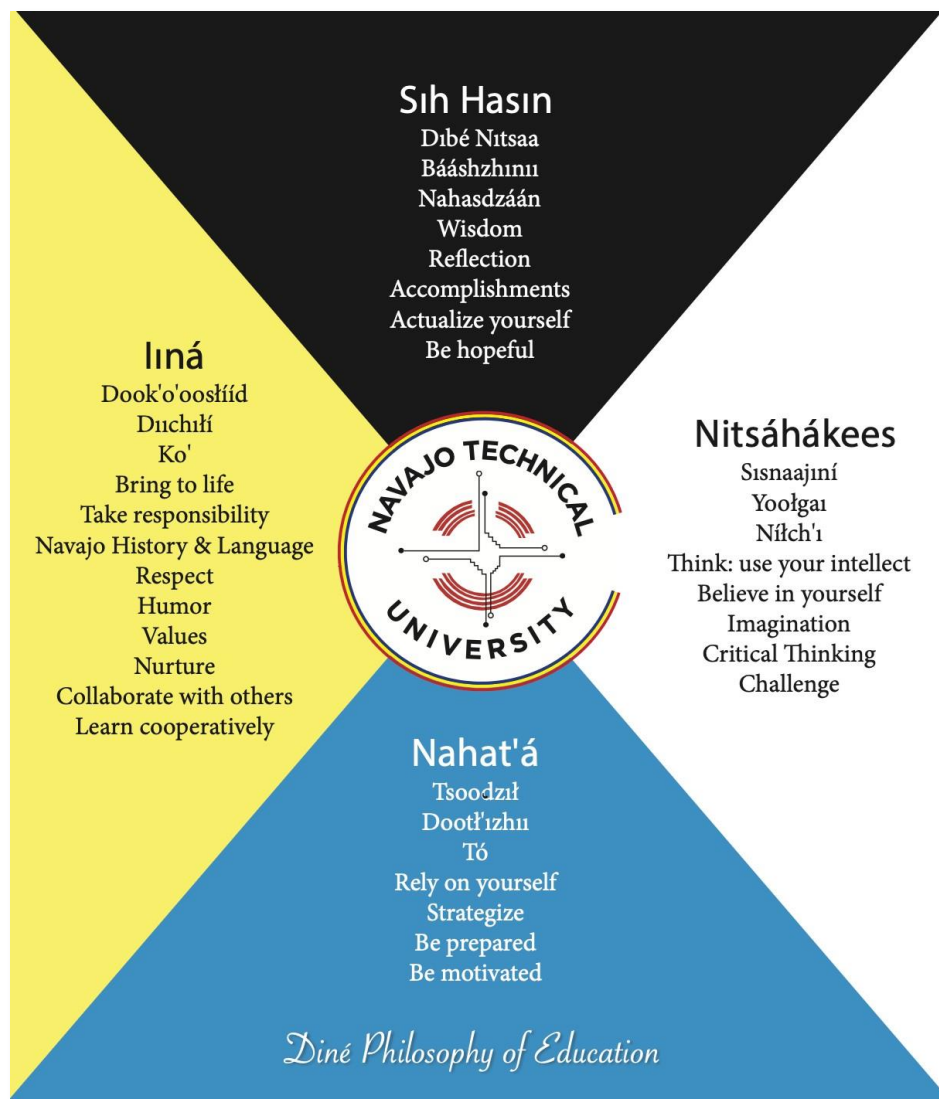 Sıh Hasın
Dıbé Nıtsaa
Bááshzhınıı
Nahasdzáán
Wisdom
Reflection
Accomplishments
Actualize yourself
Be hopeful
Iıná
Dook'o'oosłííd
Dııchıłí
Ko'
Bring to life
Take responsibility
Navajo History & Language
Respect
Humor
Values
Nurture
Collaborate with others
Learn cooperatively
NAVAJO TECHNICAL
UNIVERSITY
Nitsáhákees
Sısnaajıní
Yoołgaı
Níłch'ı
Think: use your intellect
Believe in yourself
Imagination
Critical Thinking
Challenge
Nahat'á
Tsoodzıł
Dootł'ızhıı
Tó
Rely on yourself
Strategize
Be prepared
Be motivated
Diné Philosophy of Education